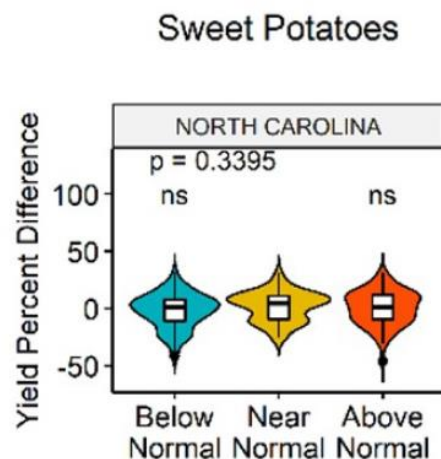 Sweet Potatoes
NORTH CAROLINA
p = 0.3395
ns ns
Yield Percent Difference
100
50
0
-50
Below Near Above
Normal Normal Normal